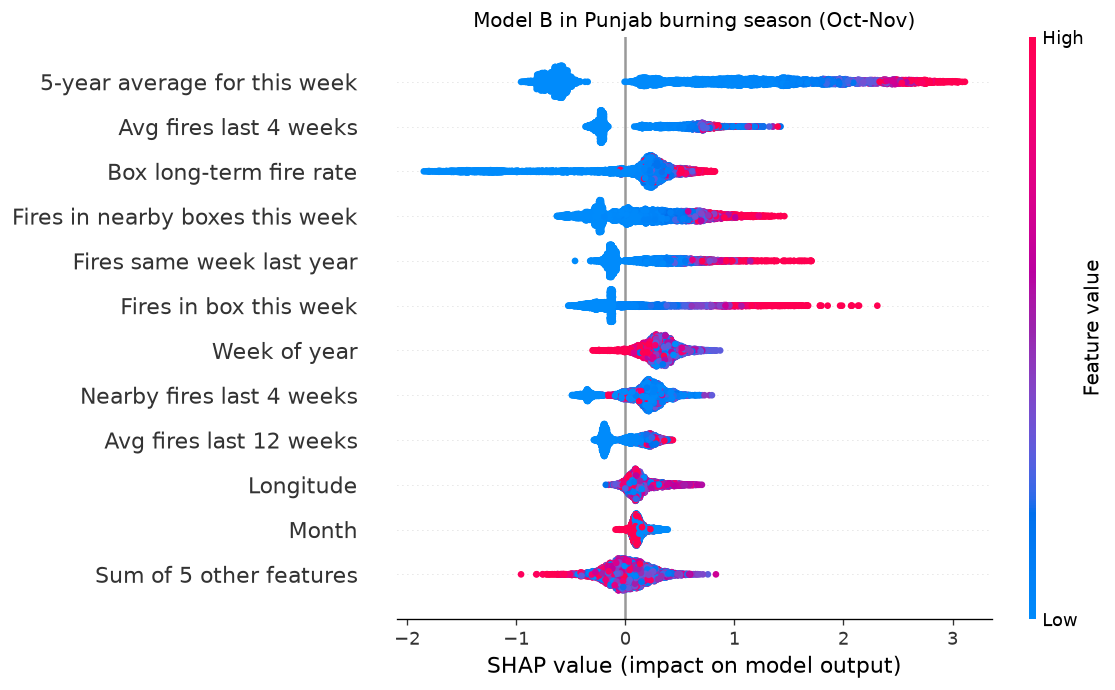 Model B in Punjab burning season (Oct-Nov)
High
5-year average for this week
Avg fires last 4 weeks
Box long-term fire rate
Fires in nearby boxes this week
Fires same week last year
Fires in box this week
Week of year
Nearby fires last 4 weeks
Avg fires last 12 weeks
Longitude
Month
Sum of 5 other features
Feature value
Low
−2
−1
0
1
2
3
SHAP value (impact on model output)